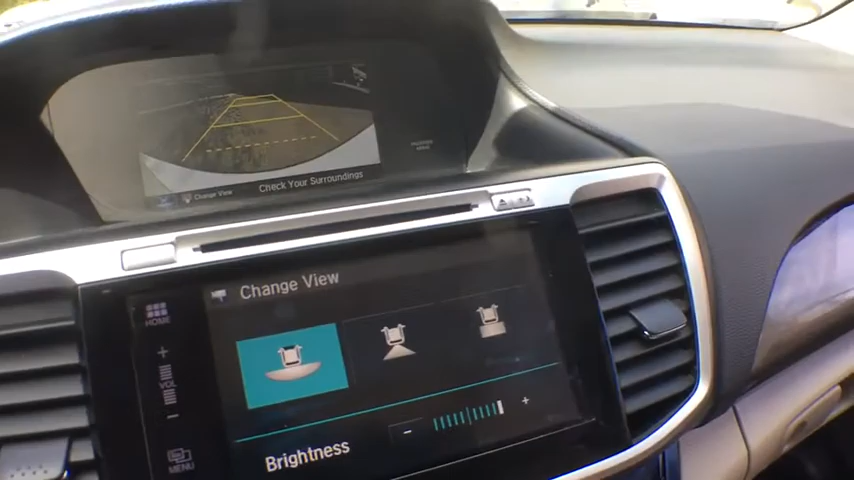 Change View
Check Your Surroundings
Change View
HOME
VOL
MENU
Brightness